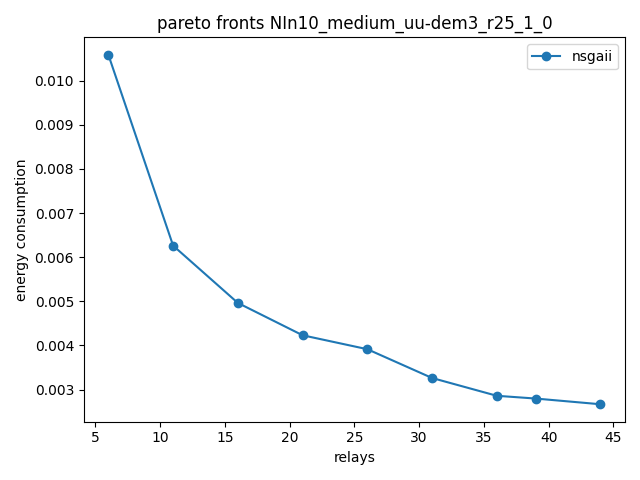 pareto fronts NIn10_medium_uu-dem3_r25_1_0
nsgaii
energy consumption
0.010
0.009
0.008
0.007
0.006
0.005
0.004
0.003
5 10 15 20 25 30 35 40 45
relays